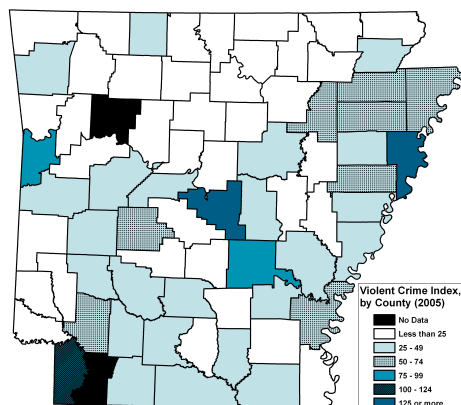 Violent Crime Index,
by County (2005)
No Data
Less than 25
25 - 49
50 - 74
75 - 99
100 - 124
125 or more